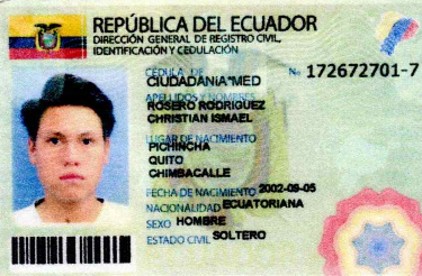 REPÚBLICA DEL ECUADOR
DIRECCIÓN GENERAL DE REGISTRO CIVIL,
IDENTIFICACIÓN Y CEDULACIÓN
CÉDULA DE № 172672701-7
CIUDADANÍA*MED
APELLIDOS Y NOMBRES
ROSERO RODRIGUEZ
CHRISTIAN ISMAEL
LUGAR DE NACIMIENTO
PICHINCHA
QUITO
CHIMBACALLE
FECHA DE NACIMIENTO 2002-09-05
NACIONALIDAD ECUATORIANA
SEXO HOMBRE
ESTADO CIVIL SOLTERO